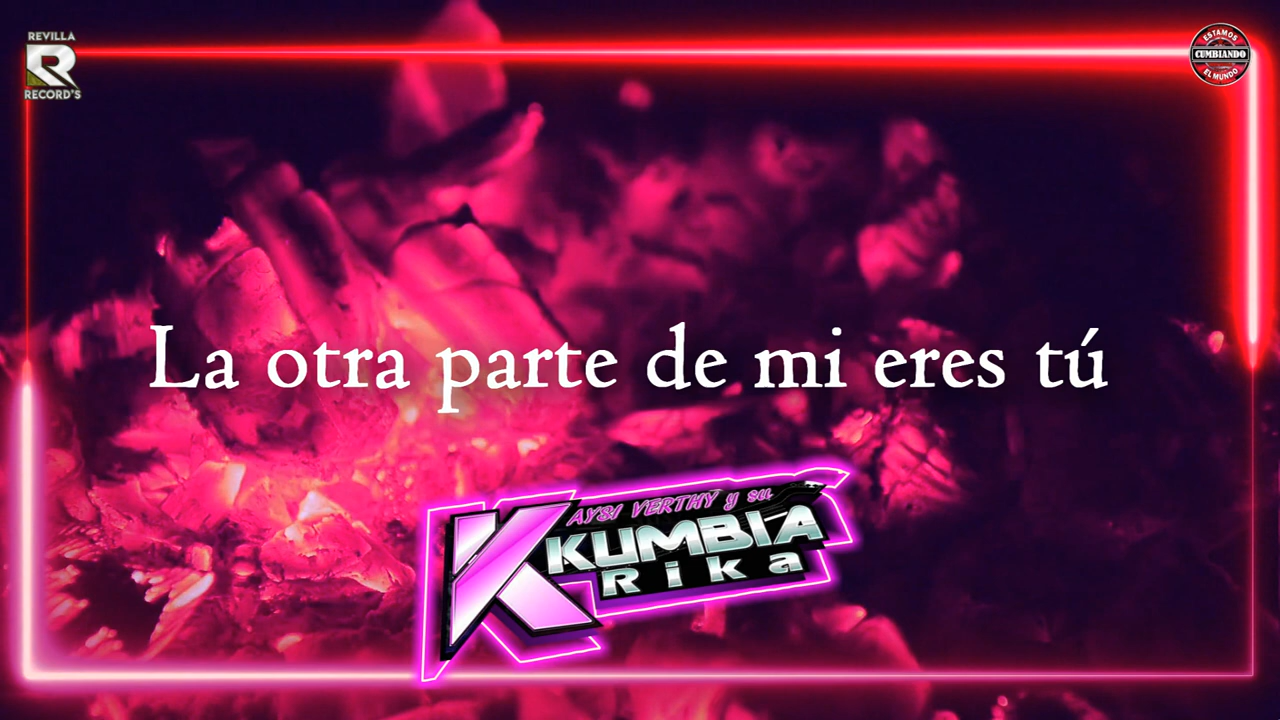 REVILLA
R
RECORD'S
ESTAMOS
CUMBIANDO
EL MUNDO
La otra parte de mi eres tú
KAYSI VERTHY y su
KUMBIA
Rika